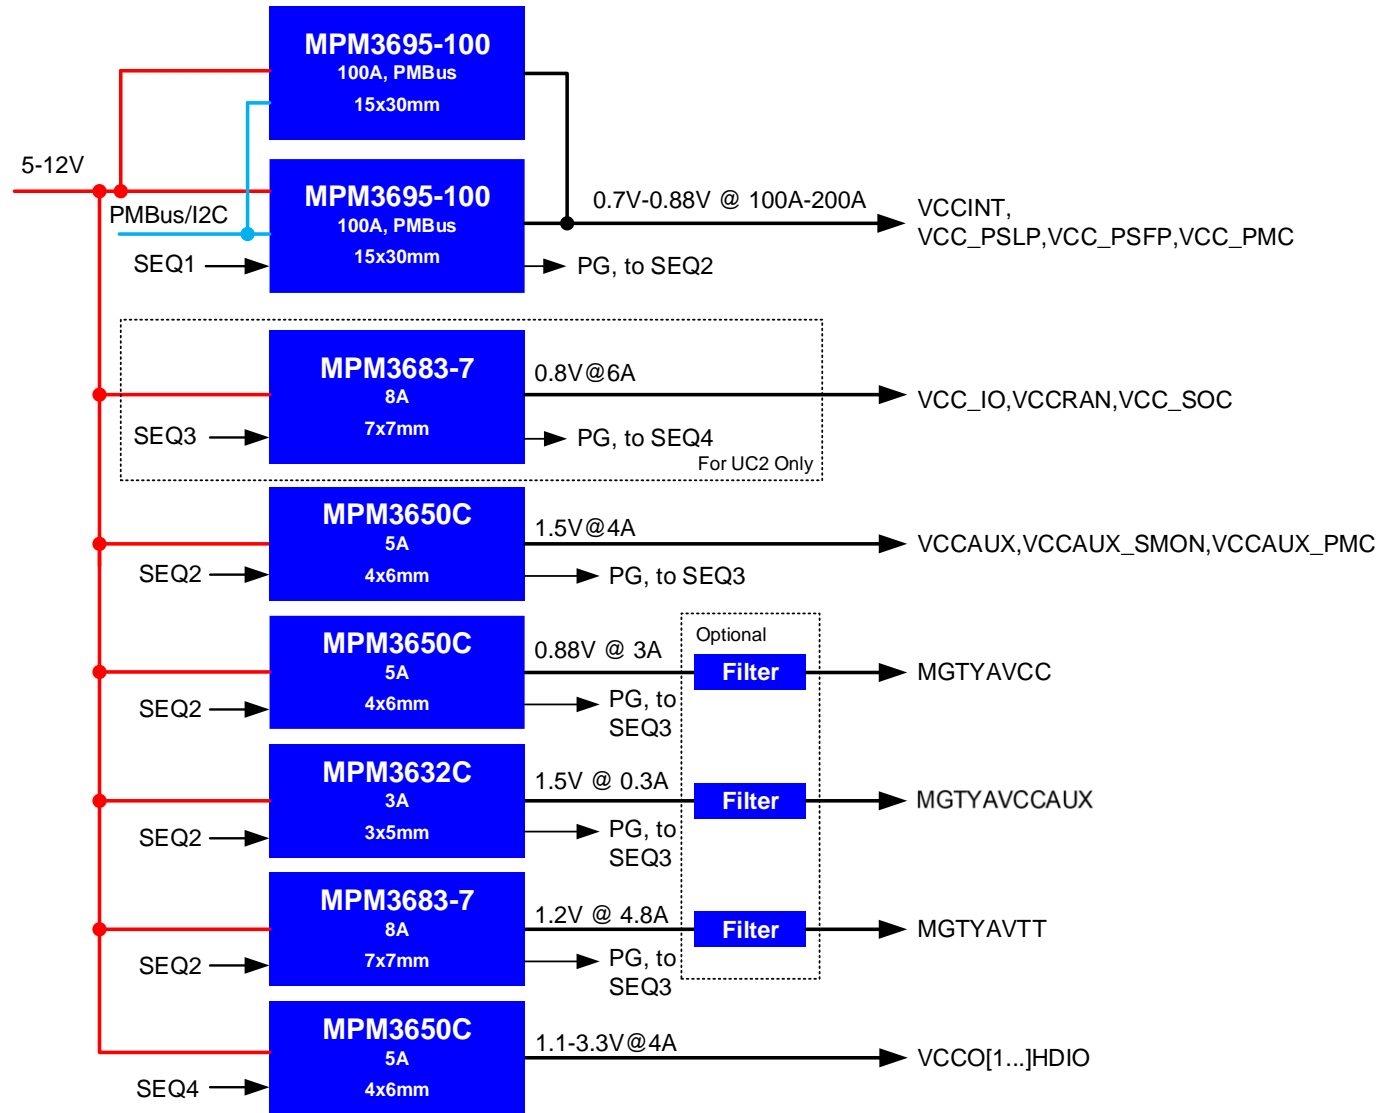 MPM3695-100
100A, PMBus
15x30mm
5-12V
MPM3695-100
100A, PMBus
15x30mm
PMBus/I2C
SEQ1
0.7V-0.88V @ 100A-200A
PG, to SEQ2
VCCINT,
VCC_PSLP,VCC_PSFP,VCC_PMC
MPM3683-7
8A
7x7mm
SEQ3
0.8V@6A
PG, to SEQ4
For UC2 Only
VCC_IO,VCCRAN,VCC_SOC
MPM3650C
5A
4x6mm
SEQ2
1.5V@4A
PG, to SEQ3
VCCAUX,VCCAUX_SMON,VCCAUX_PMC
MPM3650C
5A
4x6mm
SEQ2
0.88V @ 3A
PG, to
SEQ3
Optional
Filter
MGTYAVCC
MPM3632C
3A
3x5mm
SEQ2
1.5V @ 0.3A
PG, to
SEQ3
Filter
MGTYAVCCAUX
MPM3683-7
8A
7x7mm
SEQ2
1.2V @ 4.8A
PG, to
SEQ3
Filter
MGTYAVTT
MPM3650C
5A
4x6mm
SEQ4
1.1-3.3V@4A
VCCO[1...]HDIO